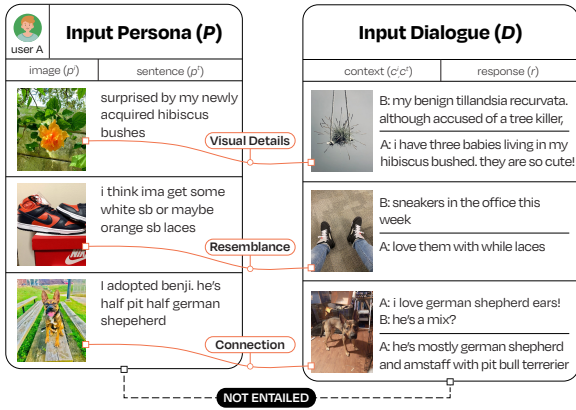 user A
Input Persona (P)
image (pⁱ)
sentence (pᵗ)
surprised by my newly
acquired hibiscus
bushes
i think ima get some
white sb or maybe
orange sb laces
I adopted benji. he's
half pit half german
shepeherd
Visual Details
Resemblance
Connection
Input Dialogue (D)
context (cⁱcᵗ)
response (r)
B: my benign tillandsia recurvata.
although accused of a tree killer,
A: i have three babies living in my
hibiscus bushed. they are so cute!
B: sneakers in the office this
week
A: love them with while laces
A: i love german shepherd ears!
B: he's a mix?
A: he's mostly german shepherd
and amstaff with pit bull terrerier
NOT ENTAILED